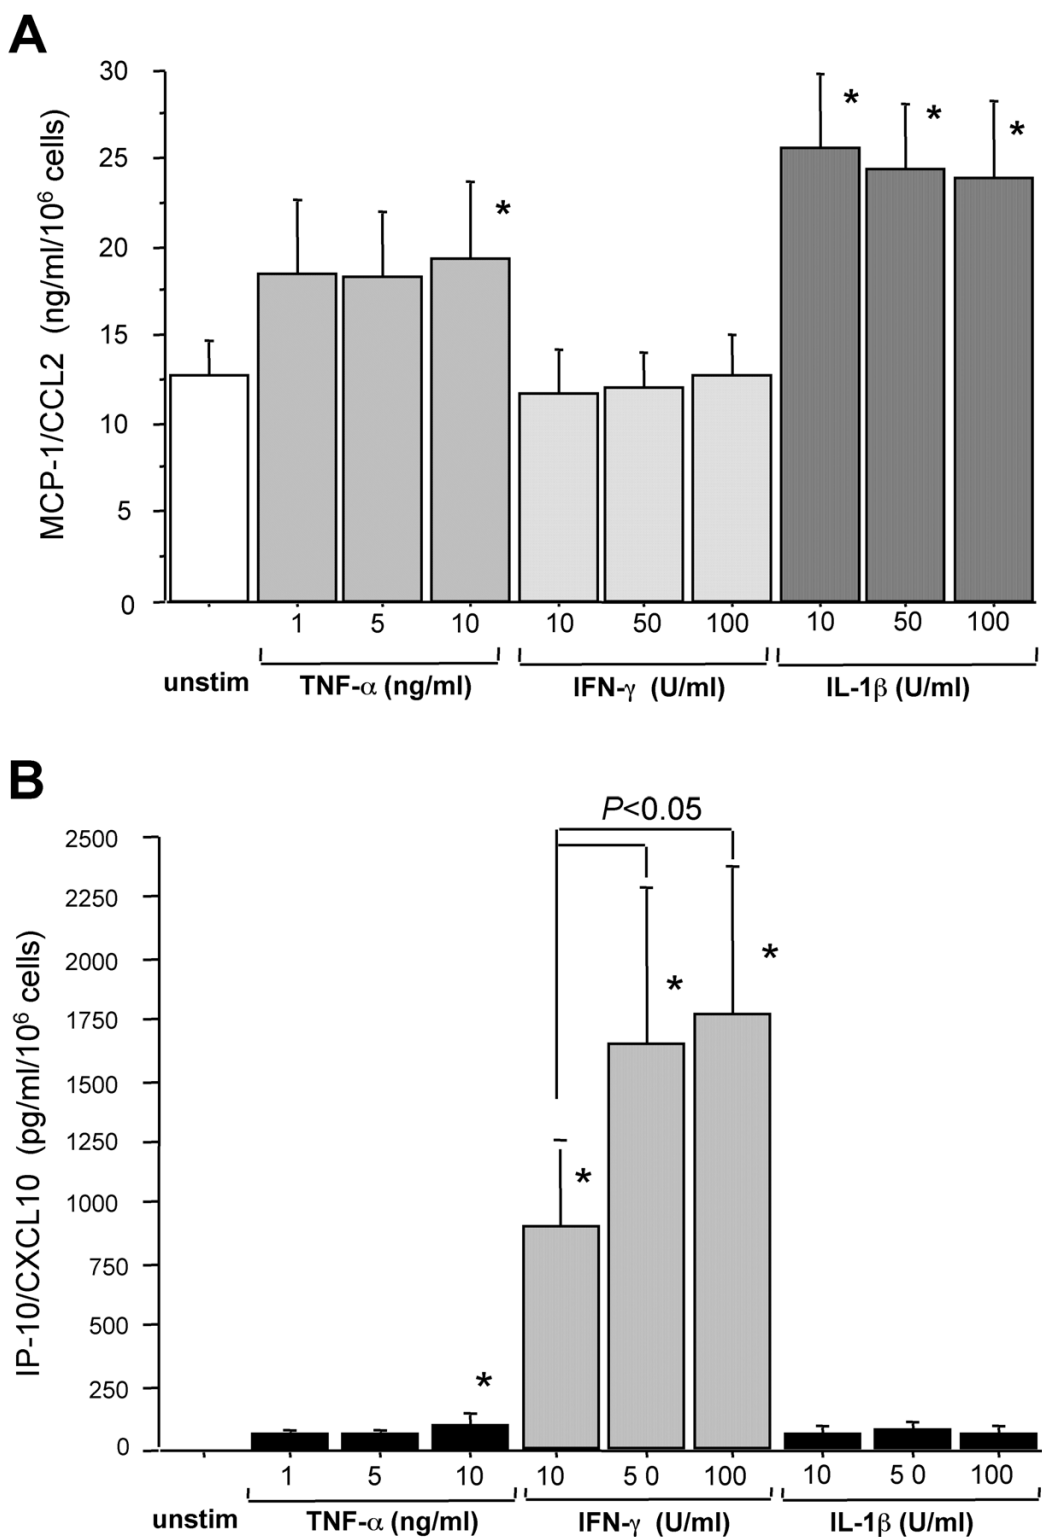 A
MCP-1/CCL2 (ng/ml/10⁶ cells)
30
25
20
15
10
5
0
1 5 10 10 50 100 10 50 100
unstim TNF-α (ng/ml) IFN-γ (U/ml) IL-1β (U/ml)
* * * *
B
P<0.05
IP-10/CXCL10 (pg/ml/10⁶ cells)
2500
2250
2000
1750
1500
1250
1000
750
500
250
0
* * * *
1 5 10 10 5 0 100 10 5 0 100
unstim TNF-α (ng/ml) IFN-γ (U/ml) IL-1β (U/ml)